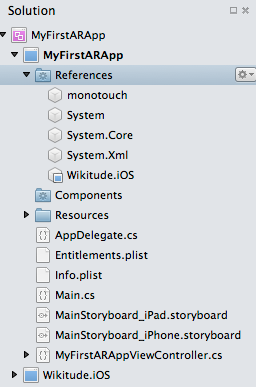 Solution
MyFirstARApp
MyFirstARApp
References
monotouch
System
System.Core
System.Xml
Wikitude.iOS
Components
Resources
AppDelegate.cs
Entitlements.plist
Info.plist
Main.cs
MainStoryboard_iPad.storyboard
MainStoryboard_iPhone.storyboard
MyFirstARAppViewController.cs
Wikitude.iOS